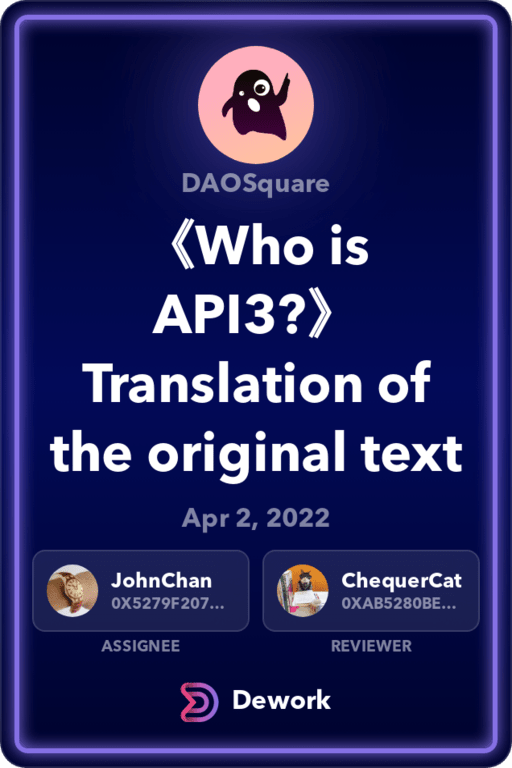 DAOSquare
《Who is
API3?》
Translation of
the original text
Apr 2, 2022
JohnChan
0X5279F207...
ChequerCat
0XAB5280BE...
ASSIGNEE
REVIEWER
Dework